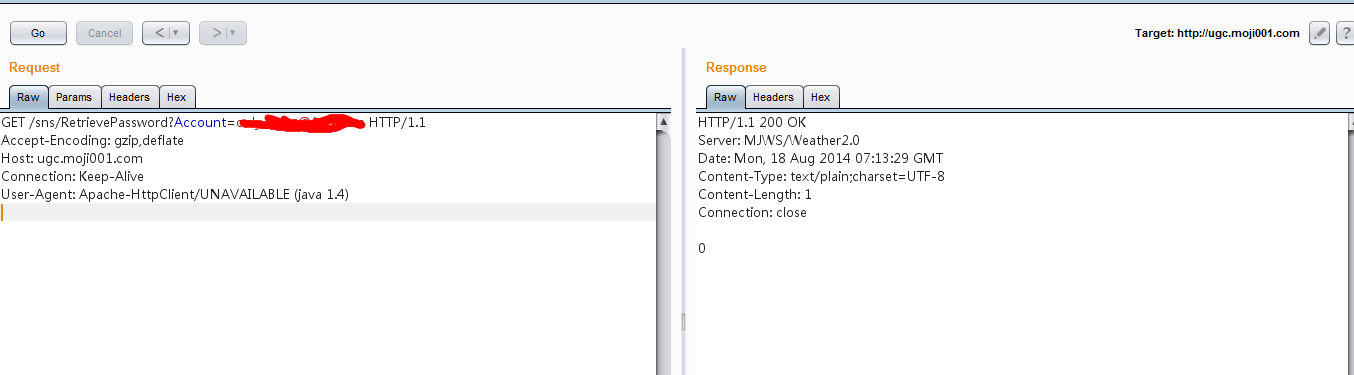 Go
Cancel
<
>
Target: http://ugc.moji001.com
?
Request
Raw
Params
Headers
Hex
GET /sns/RetrievePassword?Account= HTTP/1.1
Accept-Encoding: gzip,deflate
Host: ugc.moji001.com
Connection: Keep-Alive
User-Agent: Apache-HttpClient/UNAVAILABLE (java 1.4)
Response
Raw
Headers
Hex
HTTP/1.1 200 OK
Server: MJWS/Weather2.0
Date: Mon, 18 Aug 2014 07:13:29 GMT
Content-Type: text/plain;charset=UTF-8
Content-Length: 1
Connection: close
0